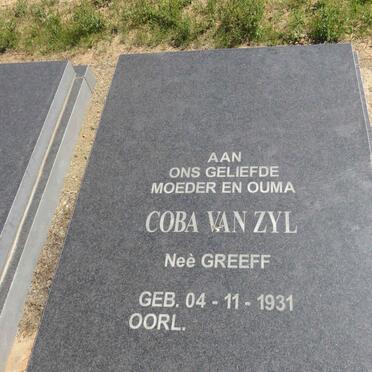 AAN
ONS GELIEFDE
MOEDER EN OUMA
COBA VAN ZYL
Neè GREEFF
GEB. 04 - 11 - 1931
OORL.